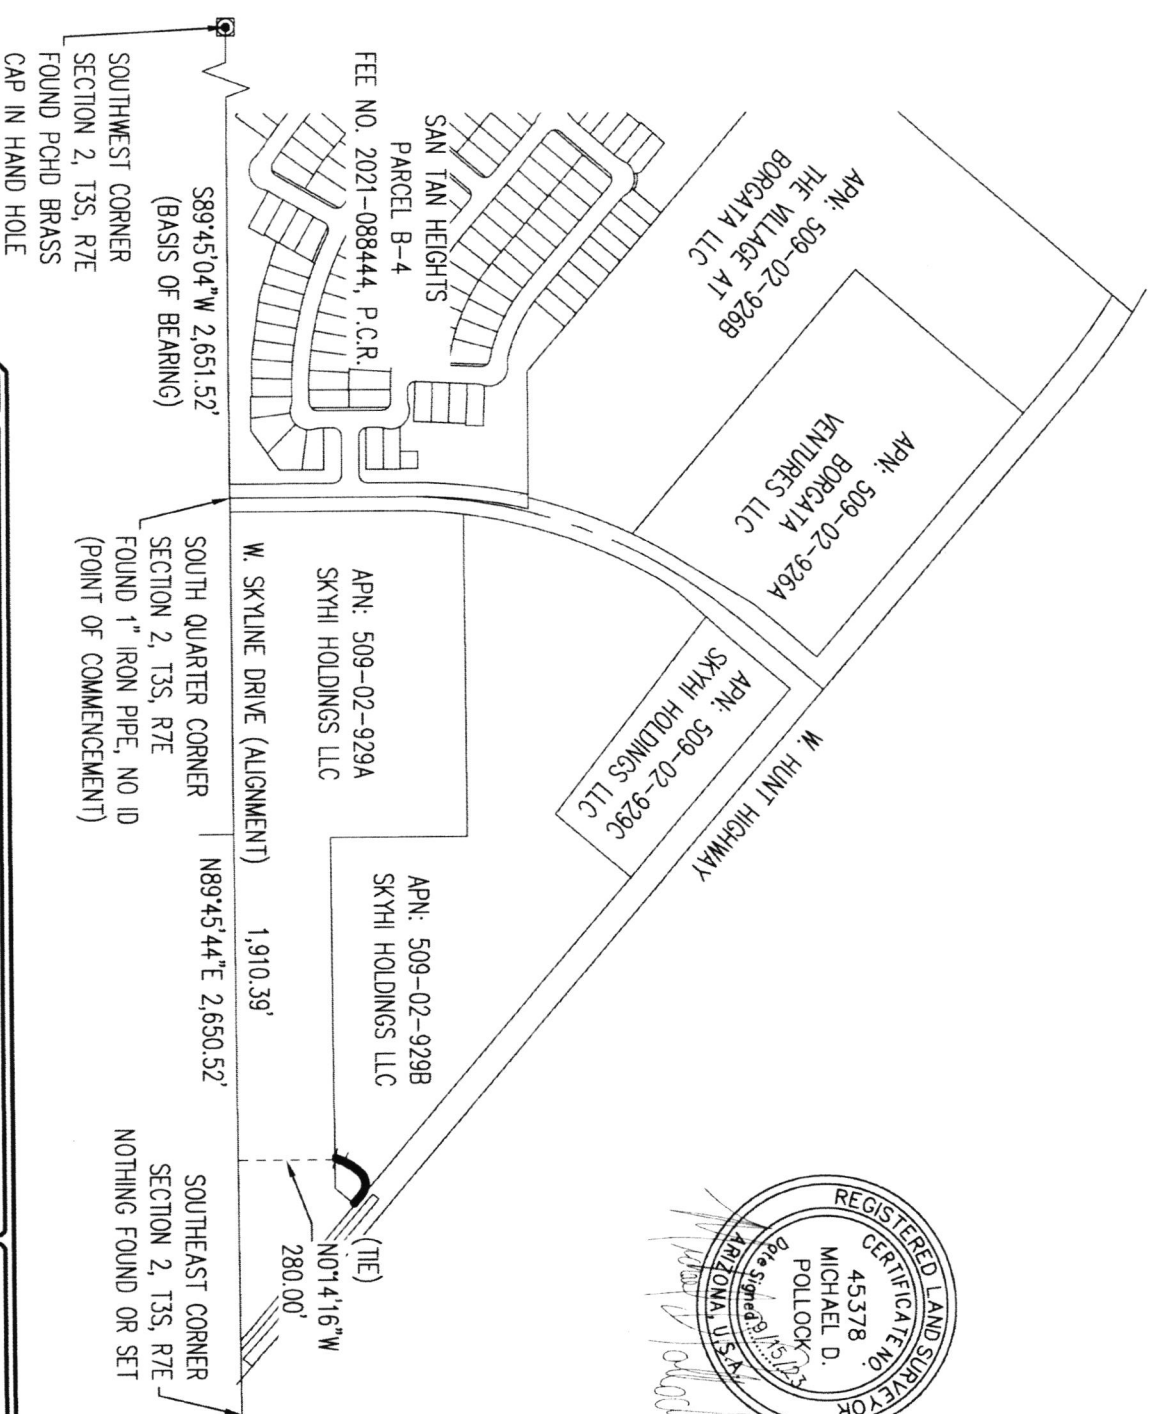 SOUTHWEST CORNER
SECTION 2, T3S, R7E
FOUND PCHD BRASS
CAP IN HAND HOLE
S89°45'04"W 2,651.52'
(BASIS OF BEARING)
FEE NO. 2021-088444, P.C.R.
SAN TAN HEIGHTS
PARCEL B-4
APN: 509-02-926B
THE VILLAGE AT
BORGATA LLC
APN: 509-02-926A
BORGATA
VENTURES LLC
APN: 509-02-929C
SKYHI HOLDINGS LLC
W. HUNT HIGHWAY
APN: 509-02-929A
SKYHI HOLDINGS LLC
W. SKYLINE DRIVE (ALIGNMENT)
SOUTH QUARTER CORNER
SECTION 2, T3S, R7E
FOUND 1" IRON PIPE, NO ID
(POINT OF COMMENCEMENT)
APN: 509-02-929B
SKYHI HOLDINGS LLC
1,910.39'
N89°45'44"E 2,650.52'
(TIE)
N0°14'16"W
280.00'
SOUTHEAST CORNER
SECTION 2, T3S, R7E
NOTHING FOUND OR SET
REGISTERED LAND SURVEYOR
CERTIFICATE NO.
45378
MICHAEL D.
POLLOCK
Date Signed 9/15/23
ARIZONA, U.S.A.